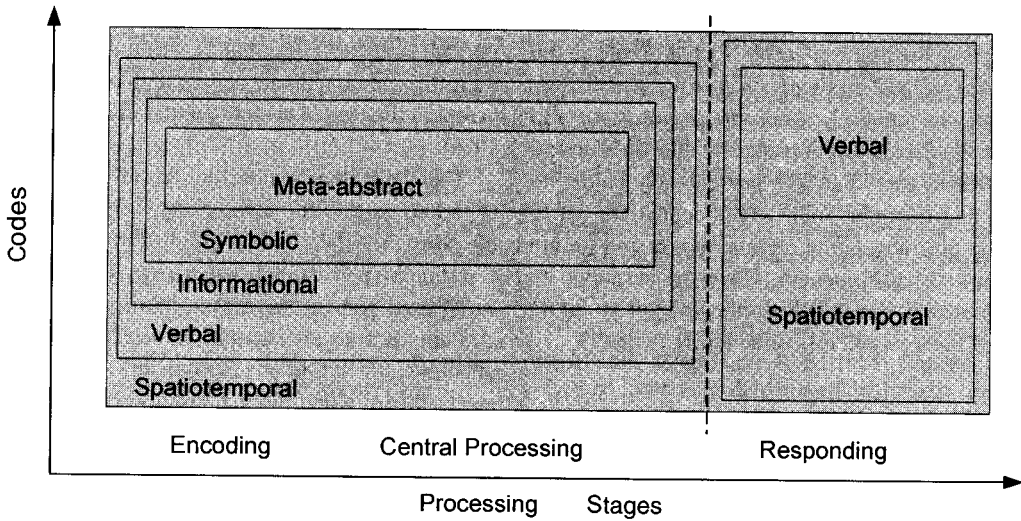 Codes
Meta-abstract
Symbolic
Informational
Verbal
Spatiotemporal
Verbal
Spatiotemporal
Encoding Central Processing Responding
Processing Stages